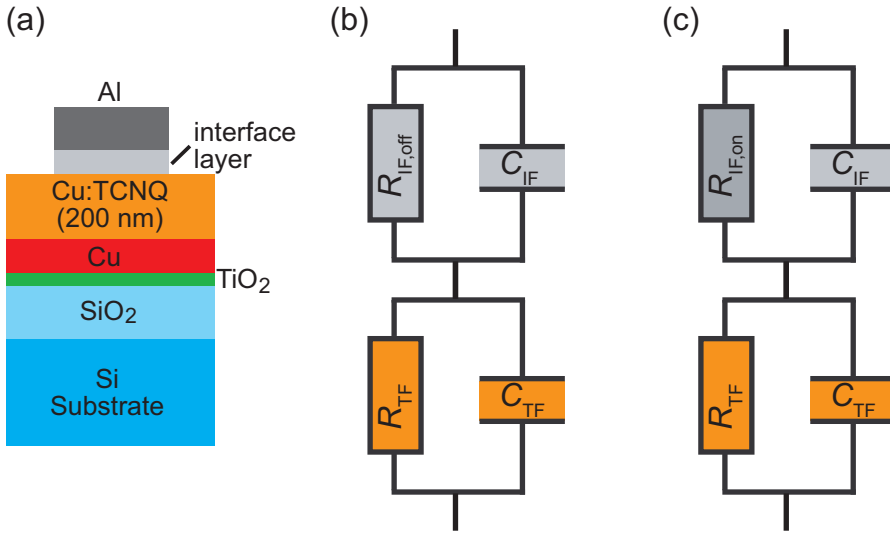 (a)
Al
interface
layer
Cu:TCNQ
(200 nm)
Cu
TiO2
SiO2
Si
Substrate
(b)
RIF,off
CIF
RTF
CTF
(c)
RIF,on
CIF
RTF
CTF